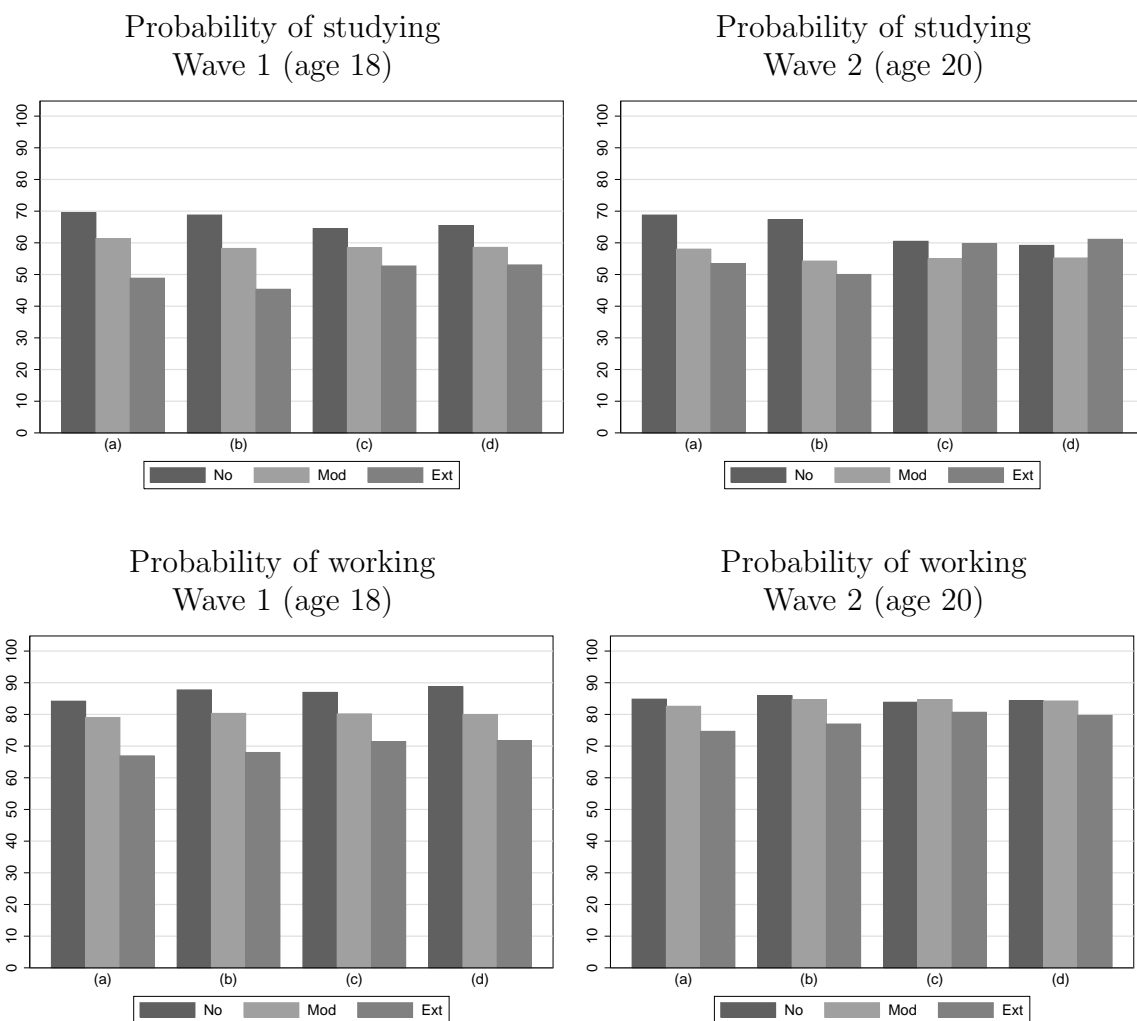 Probability of studying
Wave 1 (age 18)
100
90
80
70
60
50
40
30
20
10
0
(a) (b) (c) (d)
No Mod Ext
Probability of studying
Wave 2 (age 20)
100
90
80
70
60
50
40
30
20
10
0
(a) (b) (c) (d)
No Mod Ext
Probability of working
Wave 1 (age 18)
100
90
80
70
60
50
40
30
20
10
0
(a) (b) (c) (d)
No Mod Ext
Probability of working
Wave 2 (age 20)
100
90
80
70
60
50
40
30
20
10
0
(a) (b) (c) (d)
No Mod Ext